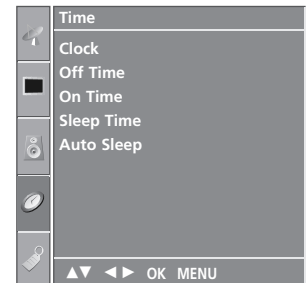 Time
Clock
Off Time
On Time
Sleep Time
Auto Sleep
▲▼ ◄► OK MENU